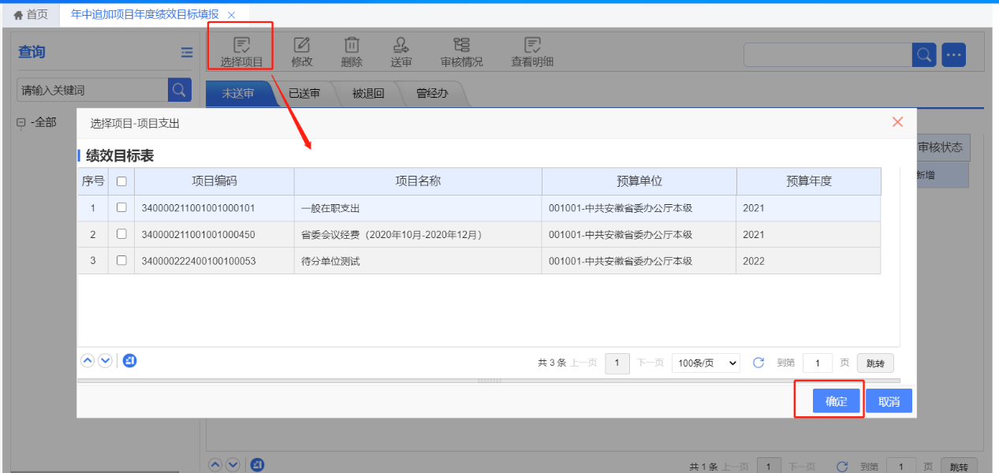 首页 年中追加项目年度绩效目标填报 ×
查询
选择项目 修改 删除 送审 审核情况 查看明细
请输入关键词
未送审 已送审 被退回 曾经办
-全部
选择项目-项目支出
绩效目标表
审核状态
序号 项目编码 项目名称 预算单位 预算年度
新增
1 340000211001001000101 一般在职支出 001001-中共安徽省委办公厅本级 2021
2 340000211001001000450 省委会议经费（2020年10月-2020年12月） 001001-中共安徽省委办公厅本级 2021
3 340000222400100100053 待分单位测试 001001-中共安徽省委办公厅本级 2022
共 3 条 上一页 1 下一页 100条/页 到第 1 页 跳转
确定 取消
共 1 条 上一页 1 下一页 到第 1 页 跳转